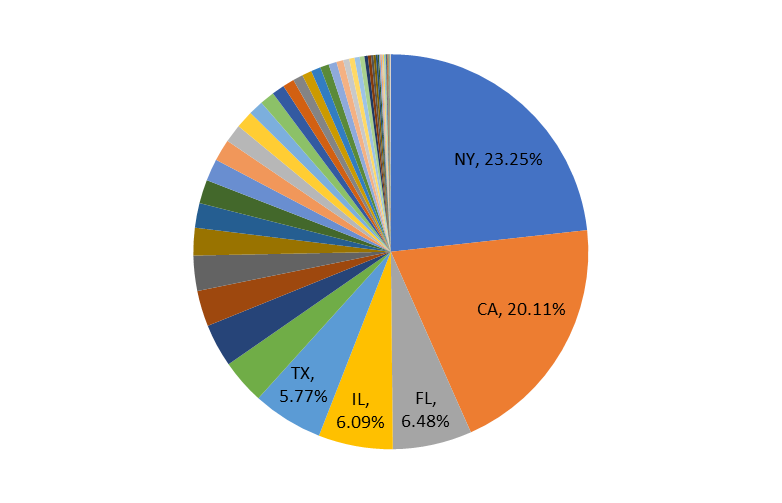 NY, 23.25%
CA, 20.11%
FL,
6.48%
IL,
6.09%
TX,
5.77%